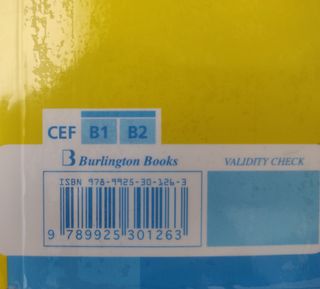 CEF B1 B2
Burlington Books
VALIDITY CHECK
ISBN 978-9925-30-126-3
9 789925 301263